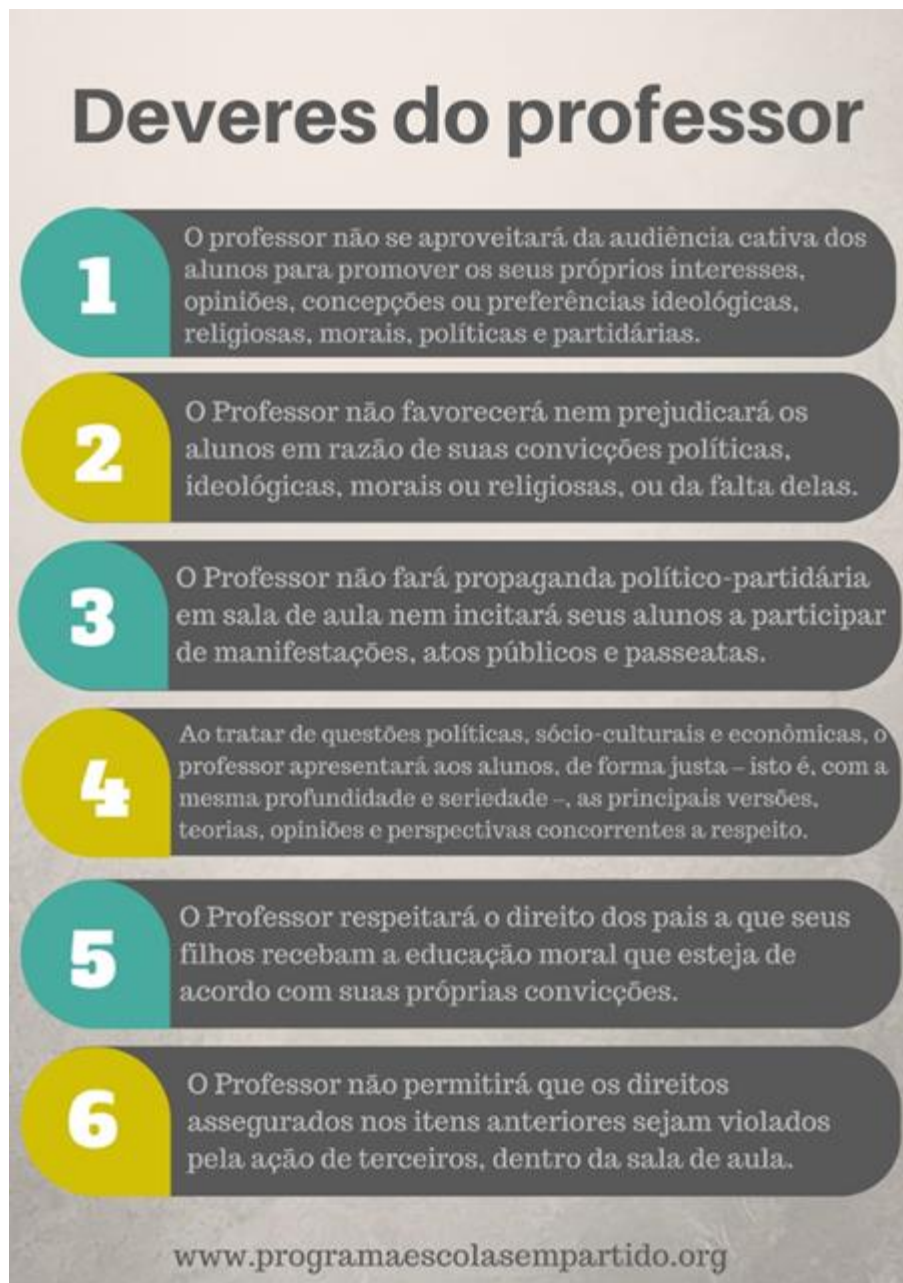 Deveres do professor
1
O professor não se aproveitará da audiência cativa dos
alunos para promover os seus próprios interesses,
opiniões, concepções ou preferências ideológicas,
religiosas, morais, políticas e partidárias.
2
O Professor não favorecerá nem prejudicará os
alunos em razão de suas convicções políticas,
ideológicas, morais ou religiosas, ou da falta delas.
3
O Professor não fará propaganda político-partidária
em sala de aula nem incitará seus alunos a participar
de manifestações, atos públicos e passeatas.
4
Ao tratar de questões políticas, sócio-culturais e econômicas, o
professor apresentará aos alunos, de forma justa – isto é, com a
mesma profundidade e seriedade –, as principais versões,
teorias, opiniões e perspectivas concorrentes a respeito.
5
O Professor respeitará o direito dos pais a que seus
filhos recebam a educação moral que esteja de
acordo com suas próprias convicções.
6
O Professor não permitirá que os direitos
assegurados nos itens anteriores sejam violados
pela ação de terceiros, dentro da sala de aula.
www.programaescolasempartido.org